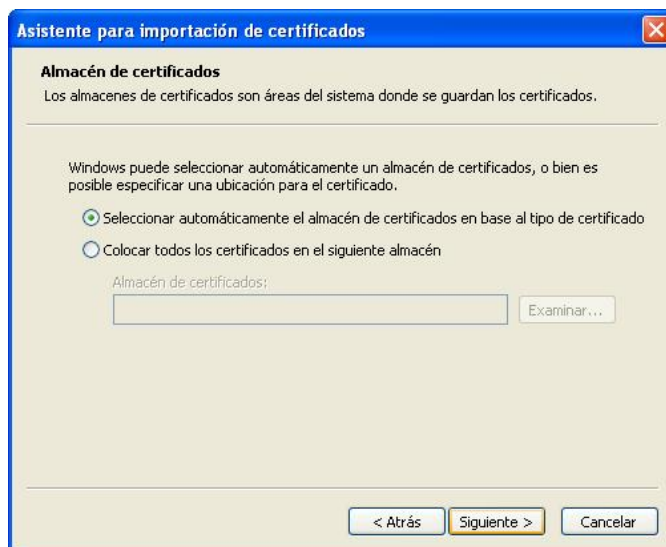 Asistente para importación de certificados
Almacén de certificados
Los almacenes de certificados son áreas del sistema donde se guardan los certificados.
Windows puede seleccionar automáticamente un almacén de certificados, o bien es
posible especificar una ubicación para el certificado.
Seleccionar automáticamente el almacén de certificados en base al tipo de certificado
Colocar todos los certificados en el siguiente almacén
Almacén de certificados:
Examinar...
< Atrás Siguiente > Cancelar